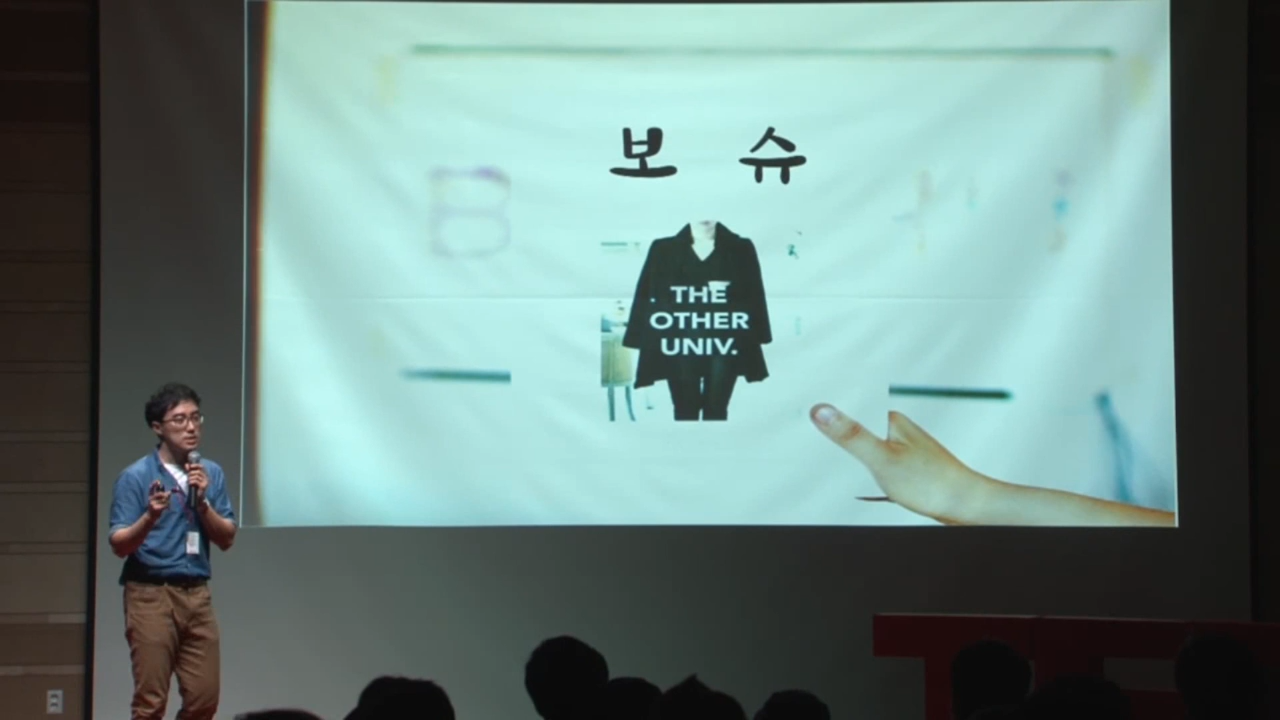 보 슈
THE
OTHER
UNIV.